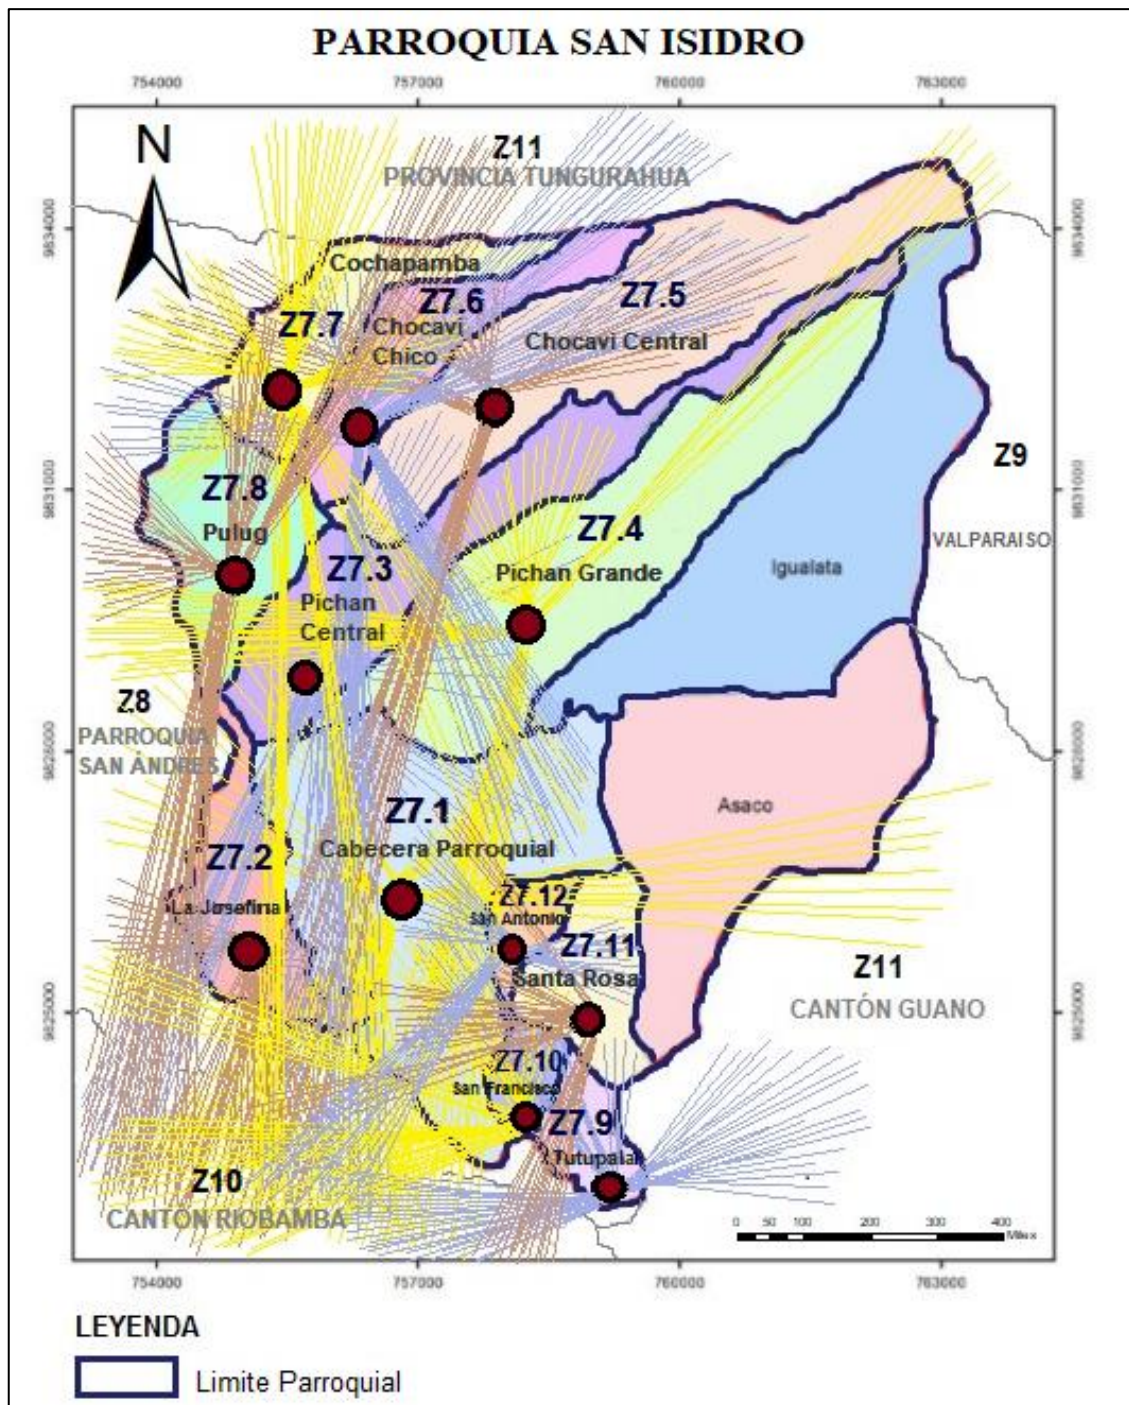 PARROQUIA SAN ISIDRO
754000 757000 760000 763000
N
Z11
PROVINCIA TUNGURAHUA
9834000 9834000
Cochapamba
Z7.7
Z7.6
Chocavi
Chico
Z7.5
Chocavi Central
9831000 9831000
Z9
VALPARAISO
Z7.8
Pulug
Z7.3
Pichan
Central
Z7.4
Pichan Grande
Igualata
Z8
PARROQUIA
SAN ANDRES
9828000 9828000
Z7.1
Cabecera Parroquial
Asaco
Z7.2
La Josefina
Z7.12
San Antonio
Z7.11
Santa Rosa
Z11
CANTÓN GUANO
9825000 9825000
Z7.10
San Francisco
Z7.9
Tutupala
Z10
CANTÓN RIOBAMBA
0 50 100 200 300 400
Miles
754000 757000 760000 763000
LEYENDA
Limite Parroquial